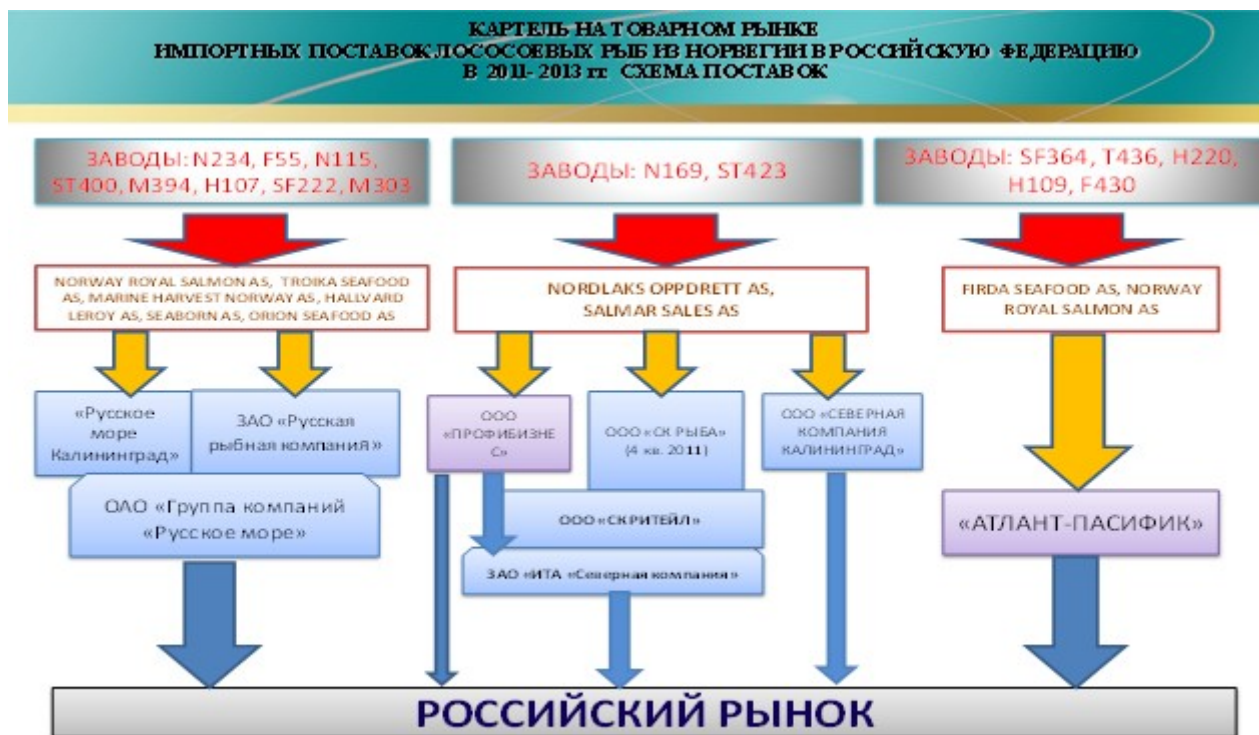 КАРТЕЛЬ НА ТОВАРНОМ РЫНКЕ
ИМПОРТНЫХ ПОСТАВОК ЛОСОСОЕВЫХ РЫБ ИЗ НОРВЕГИИ В РОССИЙСКУЮ ФЕДЕРАЦИЮ
В 2011- 2013 гг. СХЕМА ПОСТАВОК
ЗАВОДЫ: N234, F55, N115,
ST400, M394, H107, SF222, M303
ЗАВОДЫ: N169, ST423
ЗАВОДЫ: SF364, T436, H220,
H109, F430
NORWAY ROYAL SALMON AS, TROIKA SEAFOOD
AS, MARINE HARVEST NORWAY AS, HALLVARD
LEROY AS, SEABORN AS, ORION SEAFOOD AS
NORDLAKS OPPDRETT AS,
SALMAR SALES AS
FIRDA SEAFOOD AS, NORWAY
ROYAL SALMON AS
«Русское
море
Калининград»
ЗАО «Русская
рыбная компания»
ОАО «Группа компаний
«Русское море»
ООО
«ПРОФИБИЗНЕ
С»
ООО «СК РЫБА»
(4 кв. 2011)
ООО «СЕВЕРНАЯ
КОМПАНИЯ
КАЛИНИНГРАД»
ООО «СК РИТЕЙЛ»
ЗАО «ИТА «Северная компания»
«АТЛАНТ-ПАСИФИК»
РОССИЙСКИЙ РЫНОК